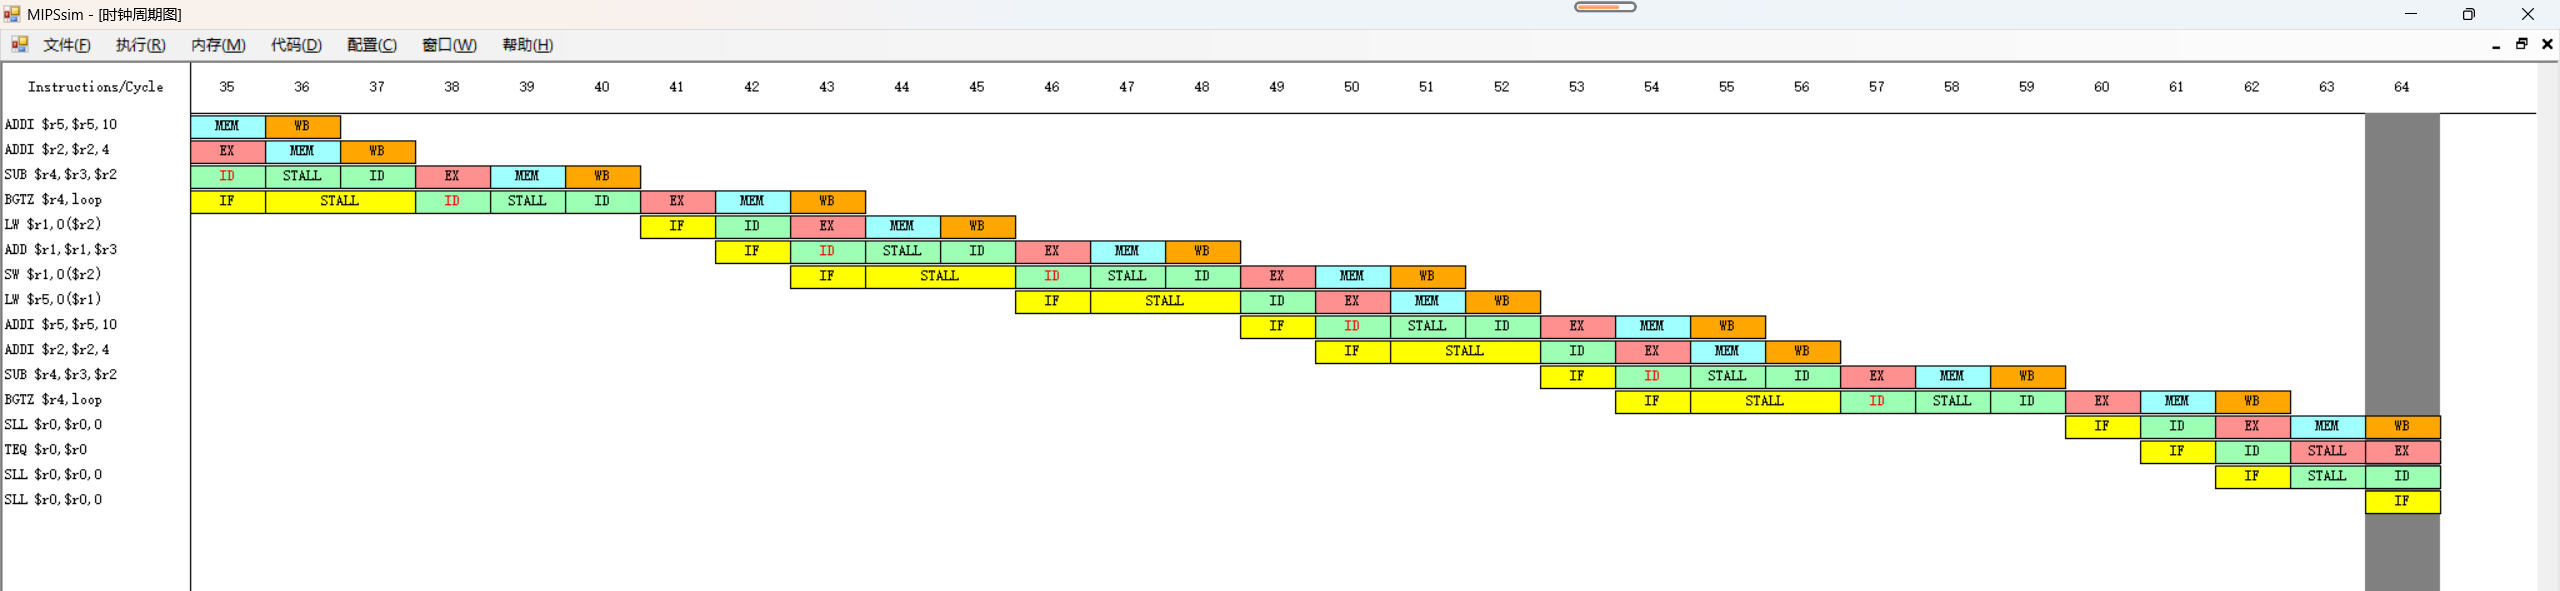 MIPSsim - [时钟周期图]
文件(F) 执行(R) 内存(M) 代码(D) 配置(C) 窗口(W) 帮助(H)
Instructions/Cycle 35 36 37 38 39 40 41 42 43 44 45 46 47 48 49 50 51 52 53 54 55 56 57 58 59 60 61 62 63 64
ADDI $r5,$r5,10 MEM WB
ADDI $r2,$r2,4 EX MEM WB
SUB $r4,$r3,$r2 ID STALL ID EX MEM WB
BGTZ $r4,loop IF STALL ID STALL ID EX MEM WB
LW $r1,0($r2) IF ID EX MEM WB
ADD $r1,$r1,$r3 IF ID STALL ID EX MEM WB
SW $r1,0($r2) IF STALL ID STALL ID EX MEM WB
LW $r5,0($r1) IF STALL ID EX MEM WB
ADDI $r5,$r5,10 IF ID STALL ID EX MEM WB
ADDI $r2,$r2,4 IF STALL ID EX MEM WB
SUB $r4,$r3,$r2 IF ID STALL ID EX MEM WB
BGTZ $r4,loop IF STALL ID STALL ID EX MEM WB
SLL $r0,$r0,0 IF ID EX MEM WB
TEQ $r0,$r0 IF ID STALL EX
SLL $r0,$r0,0 IF STALL ID
SLL $r0,$r0,0 IF